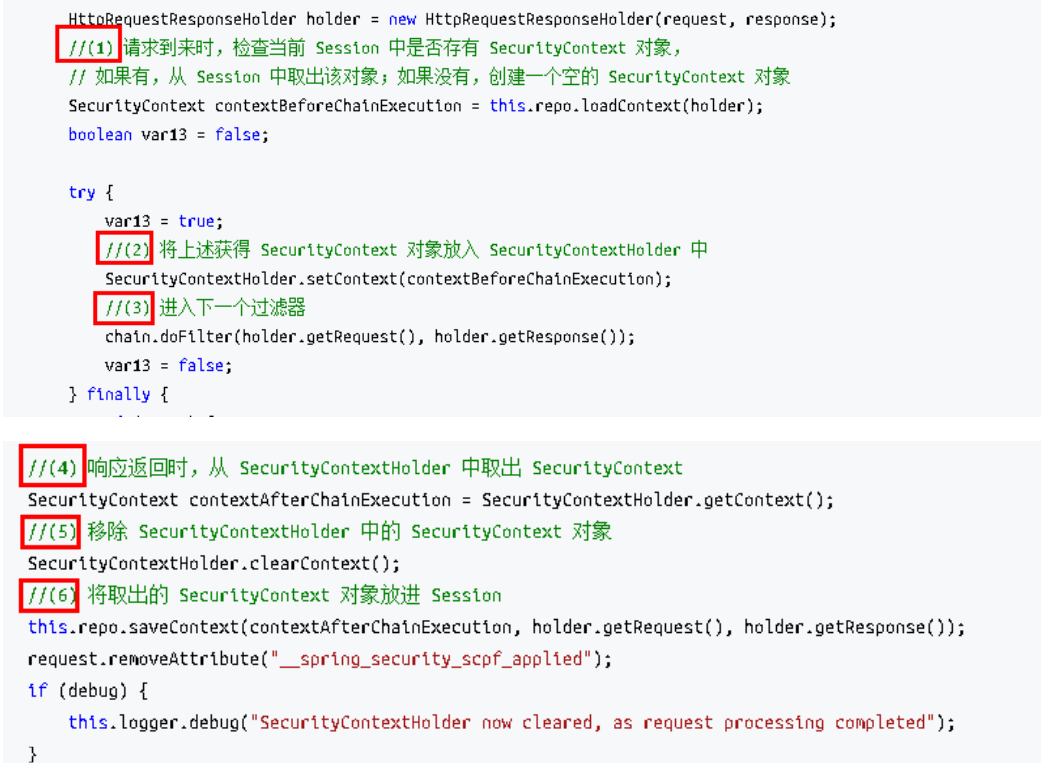 HttpRequestResponseHolder holder = new HttpRequestResponseHolder(request, response);
//(1) 请求到来时，检查当前 Session 中是否存有 SecurityContext 对象，
// 如果有，从 Session 中取出该对象；如果没有，创建一个空的 SecurityContext 对象
SecurityContext contextBeforeChainExecution = this.repo.loadContext(holder);
boolean var13 = false;
try {
var13 = true;
//(2) 将上述获得 SecurityContext 对象放入 SecurityContextHolder 中
SecurityContextHolder.setContext(contextBeforeChainExecution);
//(3) 进入下一个过滤器
chain.doFilter(holder.getRequest(), holder.getResponse());
var13 = false;
} finally {
//(4) 响应返回时，从 SecurityContextHolder 中取出 SecurityContext
SecurityContext contextAfterChainExecution = SecurityContextHolder.getContext();
//(5) 移除 SecurityContextHolder 中的 SecurityContext 对象
SecurityContextHolder.clearContext();
//(6) 将取出的 SecurityContext 对象放进 Session
this.repo.saveContext(contextAfterChainExecution, holder.getRequest(), holder.getResponse());
request.removeAttribute("__spring_security_scpf_applied");
if (debug) {
this.logger.debug("SecurityContextHolder now cleared, as request processing completed");
}